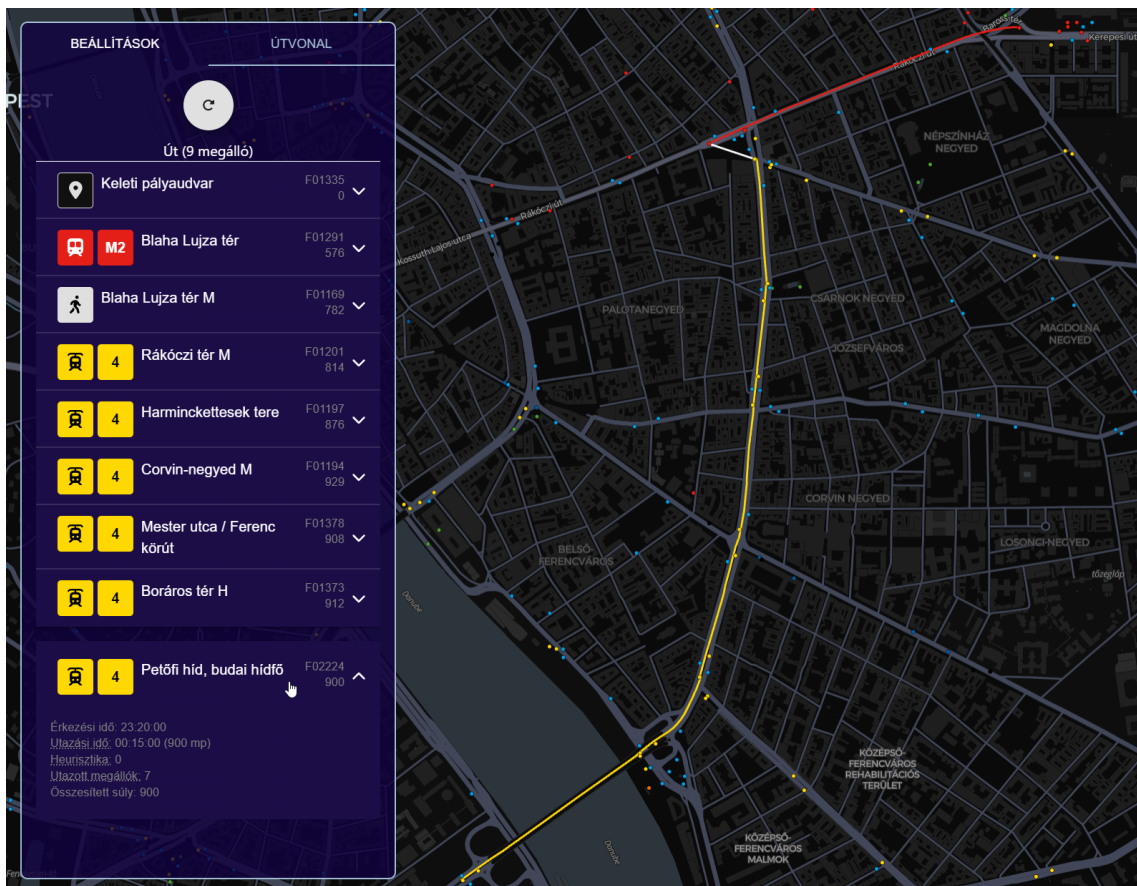 BEÁLLÍTÁSOK
ÚTVONAL
PEST
Út (9 megálló)
Keleti pályaudvar
F01335
0
M2
Blaha Lujza tér
F01291
576
Blaha Lujza tér M
F01169
782
4
Rákóczi tér M
F01201
814
4
Harminckettesek tere
F01197
876
4
Corvin-negyed M
F01194
929
4
Mester utca / Ferenc
körút
F01378
908
4
Boráros tér H
F01373
912
4
Petőfi híd, budai hídfő
F02224
900
Érkezési idő: 23:20:00
Utazási idő: 00:15:00 (900 mp)
Heurisztika: 0
Utazott megállók: 7
Összesített súly: 900
Baross tér
Kerepesi út
Rákóczi út
NÉPSZÍNHÁZ
NEGYED
Rákóczi út
Kossuth Lajos utca
PALOTANEGYED
CSARNOK NEGYED
JÓZSEFVÁROS
MAGDOLNA
NEGYED
CORVIN NEGYED
LOSONCI-NEGYED
BELSŐ-
FERENCVÁROS
tőzegláp
Danube
KÖZÉPSŐ-
FERENCVÁROS
REHABILITÁCIÓS
TERÜLET
KÖZÉPSŐ-
FERENCVÁROS
MALMOK
Danube